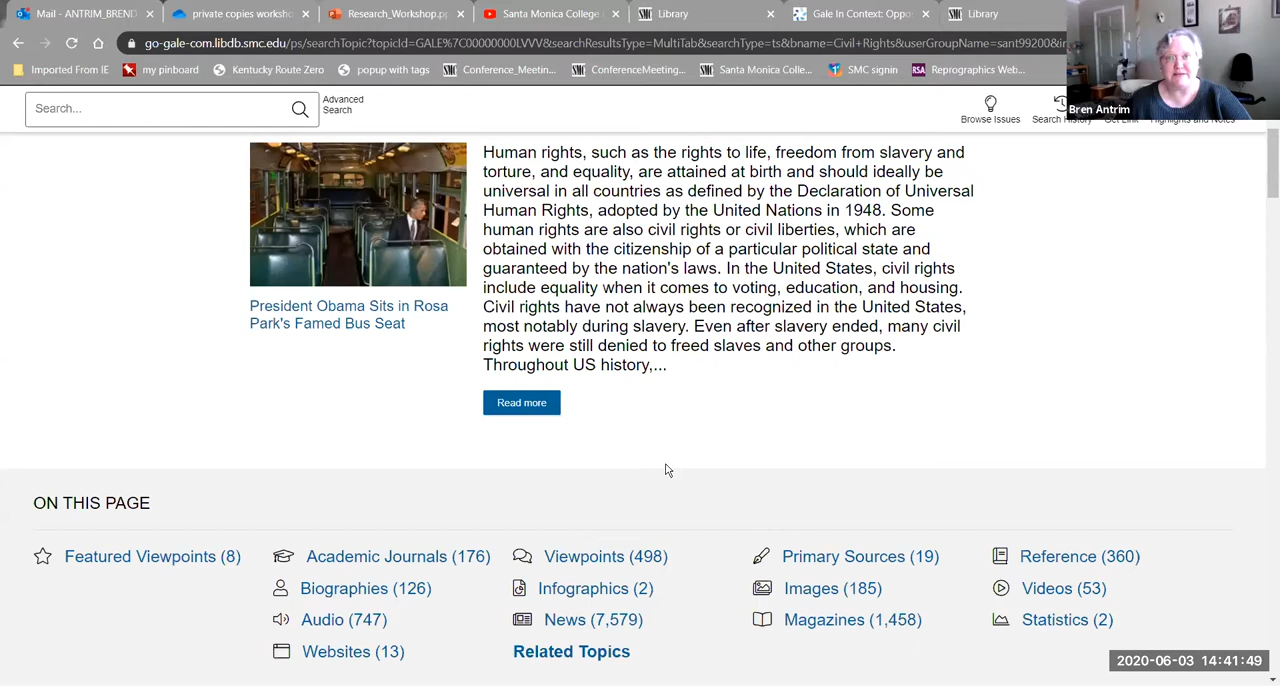 Mail - ANTRIM_BREND
private copies worksho
Research_Workshop.pp
Santa Monica College
Library
Gale In Context: Oppo
Library
go-gale-com.libdb.smc.edu/ps/searchTopic?topicId=GALE%7C00000000LVVV&searchResultsType=MultiTab&searchType=ts&bname=Civil+Rights&userGroupName=sant99200&in
Imported From IE
my pinboard
Kentucky Route Zero
popup with tags
Conference_Meetin...
ConferenceMeeting...
Santa Monica Colle...
SMC signin
Reprographics Web...
Bren Antrim
Search...
Advanced
Search
Browse Issues
Search History
Get Link
Highlights and Notes
Human rights, such as the rights to life, freedom from slavery and
torture, and equality, are attained at birth and should ideally be
universal in all countries as defined by the Declaration of Universal
Human Rights, adopted by the United Nations in 1948. Some
human rights are also civil rights or civil liberties, which are
obtained with the citizenship of a particular political state and
guaranteed by the nation's laws. In the United States, civil rights
include equality when it comes to voting, education, and housing.
Civil rights have not always been recognized in the United States,
most notably during slavery. Even after slavery ended, many civil
rights were still denied to freed slaves and other groups.
Throughout US history,...
President Obama Sits in Rosa
Park's Famed Bus Seat
Read more
ON THIS PAGE
Featured Viewpoints (8)
Academic Journals (176)
Viewpoints (498)
Primary Sources (19)
Reference (360)
Biographies (126)
Infographics (2)
Images (185)
Videos (53)
Audio (747)
News (7,579)
Magazines (1,458)
Statistics (2)
Websites (13)
Related Topics
2020-06-03 14:41:49